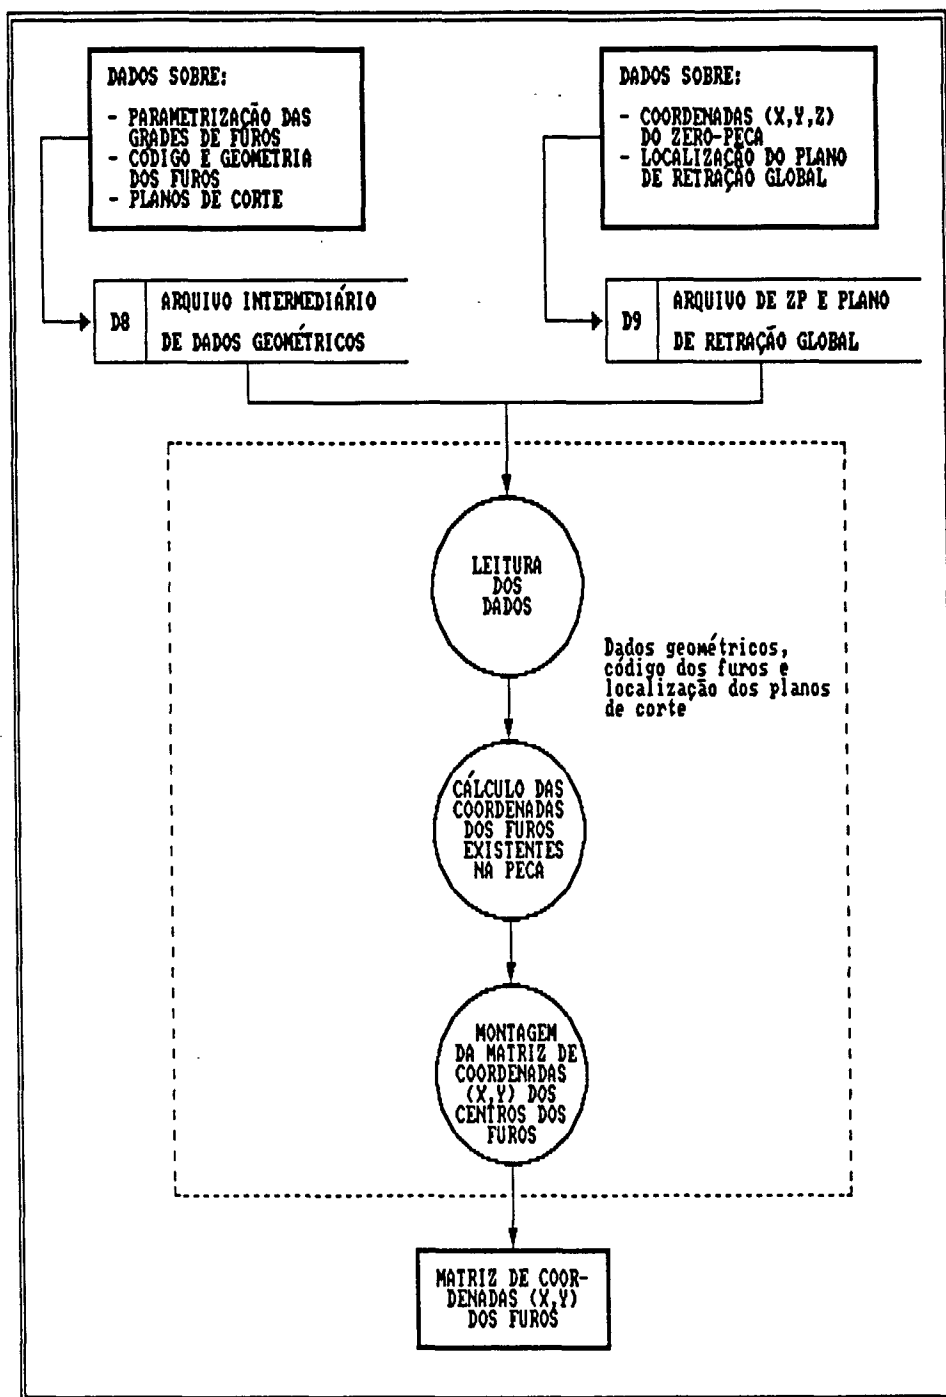 DADOS SOBRE:
- PARAMETRIZAÇÃO DAS
GRADES DE FUROS
- CÓDIGO E GEOMETRIA
DOS FUROS
- PLANOS DE CORTE
DADOS SOBRE:
- COORDENADAS (X,Y,Z)
DO ZERO-PEÇA
- LOCALIZAÇÃO DO PLANO
DE RETRAÇÃO GLOBAL
D8
ARQUIVO INTERMEDIÁRIO
DE DADOS GEOMÉTRICOS
D9
ARQUIVO DE ZP E PLANO
DE RETRAÇÃO GLOBAL
LEITURA
DOS
DADOS
Dados geométricos,
código dos furos e
localização dos planos
de corte
CÁLCULO DAS
COORDENADAS
DOS FUROS
EXISTENTES
NA PECA
MONTAGEM
DA MATRIZ DE
COORDENADAS
(X,Y) DOS
CENTROS DOS
FUROS
MATRIZ DE COOR-
DENADAS (X,Y)
DOS FUROS